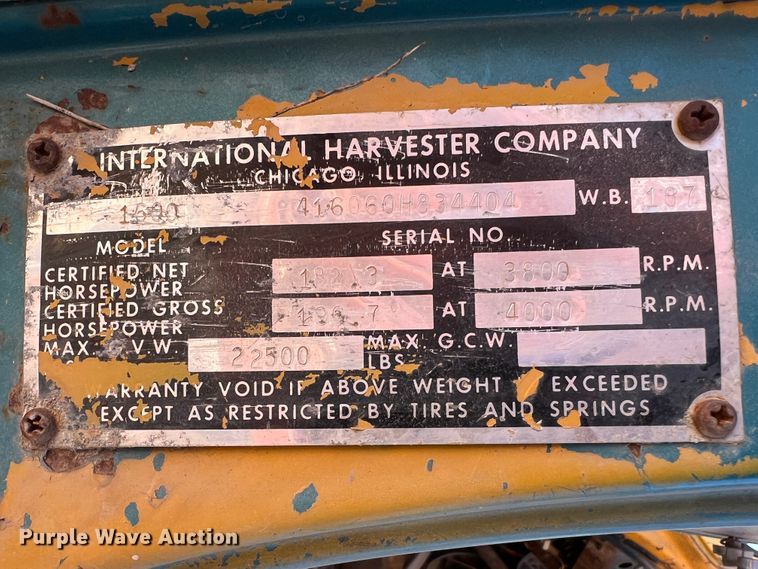 INTERNATIONAL HARVESTER COMPANY
CHICAGO, ILLINOIS
416060H834404 W.B. 187
MODEL SERIAL NO
CERTIFIED NET HORSEPOWER AT 3800 R.P.M.
CERTIFIED GROSS HORSEPOWER AT 4000 R.P.M.
MAX VW 22500 MAX. G.C.W. LBS
WARRANTY VOID IF ABOVE WEIGHT EXCEEDED
EXCEPT AS RESTRICTED BY TIRES AND SPRINGS
Purple Wave Auction